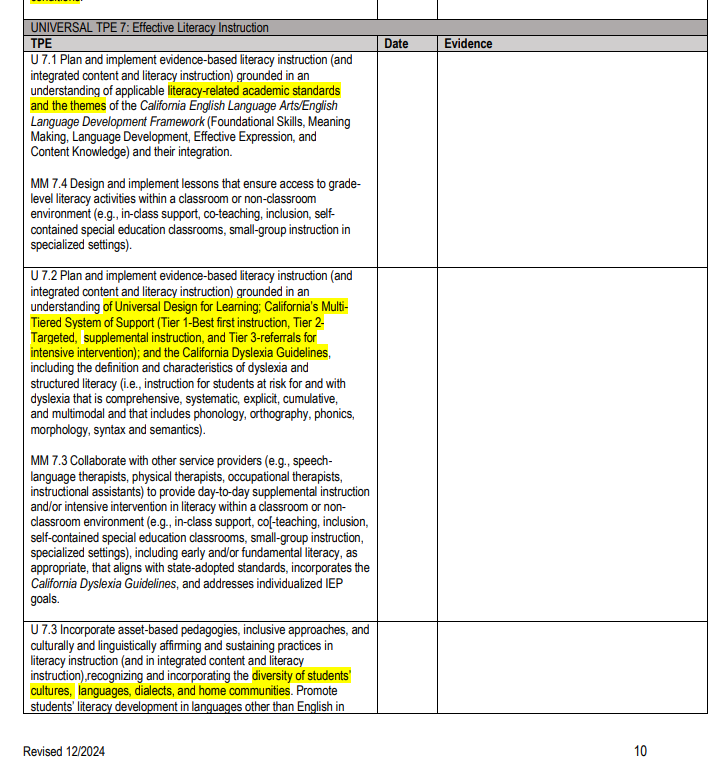 conditions.
UNIVERSAL TPE 7: Effective Literacy Instruction
TPE Date Evidence
U 7.1 Plan and implement evidence-based literacy instruction (and
integrated content and literacy instruction) grounded in an
understanding of applicable literacy-related academic standards
and the themes of the California English Language Arts/English
Language Development Framework (Foundational Skills, Meaning
Making, Language Development, Effective Expression, and
Content Knowledge) and their integration.
MM 7.4 Design and implement lessons that ensure access to grade-
level literacy activities within a classroom or non-classroom
environment (e.g., in-class support, co-teaching, inclusion, self-
contained special education classrooms, small-group instruction in
specialized settings).
U 7.2 Plan and implement evidence-based literacy instruction (and
integrated content and literacy instruction) grounded in an
understanding of Universal Design for Learning; California's Multi-
Tiered System of Support (Tier 1-Best first instruction, Tier 2-
Targeted, supplemental instruction, and Tier 3-referrals for
intensive intervention); and the California Dyslexia Guidelines,
including the definition and characteristics of dyslexia and
structured literacy (i.e., instruction for students at risk for and with
dyslexia that is comprehensive, systematic, explicit, cumulative,
and multimodal and that includes phonology, orthography, phonics,
morphology, syntax and semantics).
MM 7.3 Collaborate with other service providers (e.g., speech-
language therapists, physical therapists, occupational therapists,
instructional assistants) to provide day-to-day supplemental instruction
and/or intensive intervention in literacy within a classroom or non-
classroom environment (e.g., in-class support, co[-teaching, inclusion,
self-contained special education classrooms, small-group instruction,
specialized settings), including early and/or fundamental literacy, as
appropriate, that aligns with state-adopted standards, incorporates the
California Dyslexia Guidelines, and addresses individualized IEP
goals.
U 7.3 Incorporate asset-based pedagogies, inclusive approaches, and
culturally and linguistically affirming and sustaining practices in
literacy instruction (and in integrated content and literacy
instruction),recognizing and incorporating the diversity of students'
cultures, languages, dialects, and home communities. Promote
students' literacy development in languages other than English in
Revised 12/2024 10